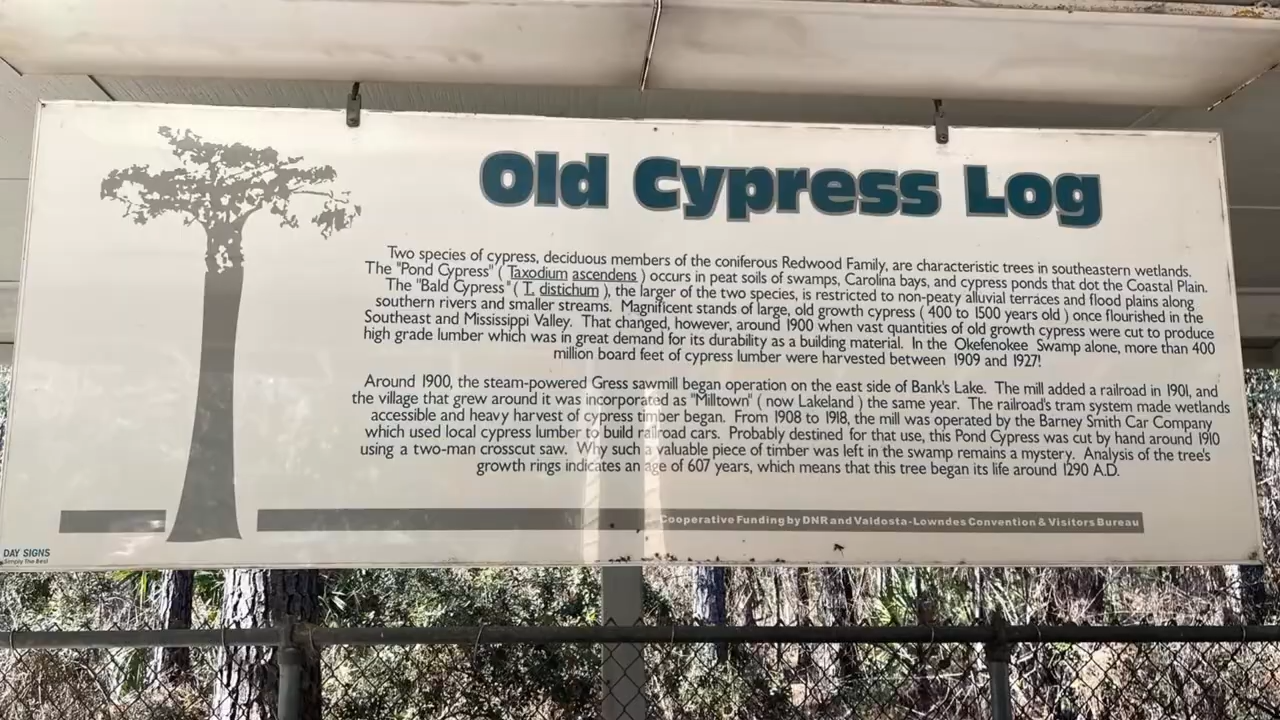 Old Cypress Log
Two species of cypress, deciduous members of the coniferous Redwood Family, are characteristic trees in southeastern wetlands.
The "Pond Cypress" ( Taxodium ascendens ) occurs in peat soils of swamps, Carolina bays, and cypress ponds that dot the Coastal Plain.
The "Bald Cypress" ( T. distichum ), the larger of the two species, is restricted to non-peaty alluvial terraces and flood plains along
southern rivers and smaller streams. Magnificent stands of large, old growth cypress ( 400 to 1500 years old ) once flourished in the
Southeast and Mississippi Valley. That changed, however, around 1900 when vast quantities of old growth cypress were cut to produce
high grade lumber which was in great demand for its durability as a building material. In the Okefenokee Swamp alone, more than 400
million board feet of cypress lumber were harvested between 1909 and 1927!
Around 1900, the steam-powered Gress sawmill began operation on the east side of Bank's Lake. The mill added a railroad in 1901, and
the village that grew around it was incorporated as "Milltown" ( now Lakeland ) the same year. The railroad's tram system made wetlands
accessible and heavy harvest of cypress timber began. From 1908 to 1918, the mill was operated by the Barney Smith Car Company
which used local cypress lumber to build railroad cars. Probably destined for that use, this Pond Cypress was cut by hand around 1910
using a two-man crosscut saw. Why such a valuable piece of timber was left in the swamp remains a mystery. Analysis of the tree's
growth rings indicates an age of 607 years, which means that this tree began its life around 1290 A.D.
Cooperative Funding by DNR and Valdosta-Lowndes Convention & Visitors Bureau
DAY SIGNS
Simply The Best